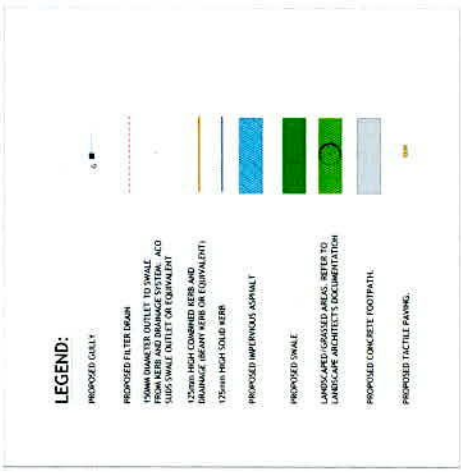 LEGEND:
PROPOSED GULLY
G
PROPOSED FILTER DRAIN
150MM DIAMETER OUTLET TO SWALE
FROM KERB AND DRAINAGE SYSTEM. ACO
SUDS SWALE OUTLET OR EQUIVALENT
125mm HIGH COMBINED KERB AND
DRAINAGE (BEANY KERB OR EQUIVALENT)
125mm HIGH SOLID KERB
PROPOSED IMPERVIOUS ASPHALT
PROPOSED SWALE
LANDSCAPED/GRASSED AREAS. REFER TO
LANDSCAPE ARCHITECT'S DOCUMENTATION
PROPOSED CONCRETE FOOTPATH.
PROPOSED TACTILE PAVING.